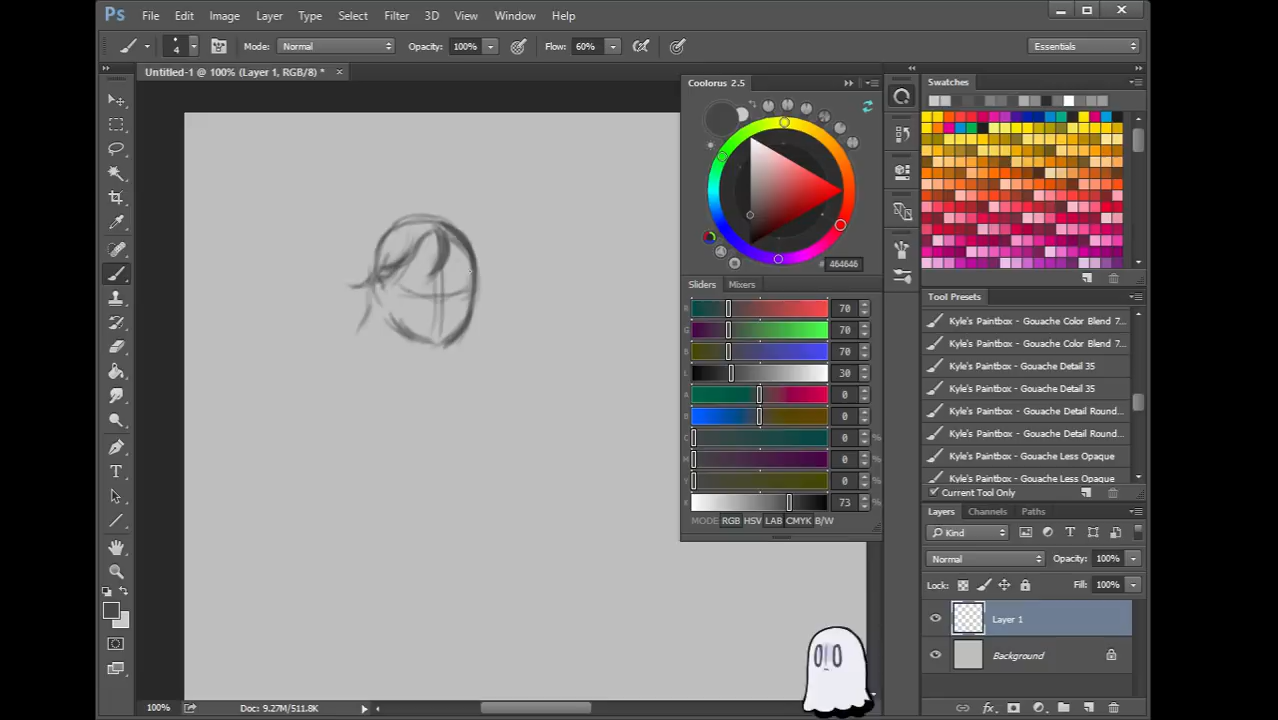 Ps File Edit Image Layer Type Select Filter 3D View Window Help
4 Mode: Normal Opacity: 100% Flow: 60% Essentials
Untitled-1 @ 100% (Layer 1, RGB/8) *
Coolorus 2.5
Swatches
464646
Sliders Mixers
R 70
G 70
B 70
L 30
A 0
B 0
C 0 %
M 0 %
Y 0 %
K 73 %
MODE RGB HSV LAB CMYK B/W
Tool Presets
Kyle's Paintbox - Gouache Color Blend 7...
Kyle's Paintbox - Gouache Color Blend 7...
Kyle's Paintbox - Gouache Detail 35
Kyle's Paintbox - Gouache Detail 35
Kyle's Paintbox - Gouache Detail Round...
Kyle's Paintbox - Gouache Detail Round...
Kyle's Paintbox - Gouache Less Opaque
Kyle's Paintbox - Gouache Less Opaque
Current Tool Only
Layers Channels Paths
Kind
Normal Opacity: 100%
Lock: Fill: 100%
Layer 1
Background
100% Doc: 9.27M/511.8K